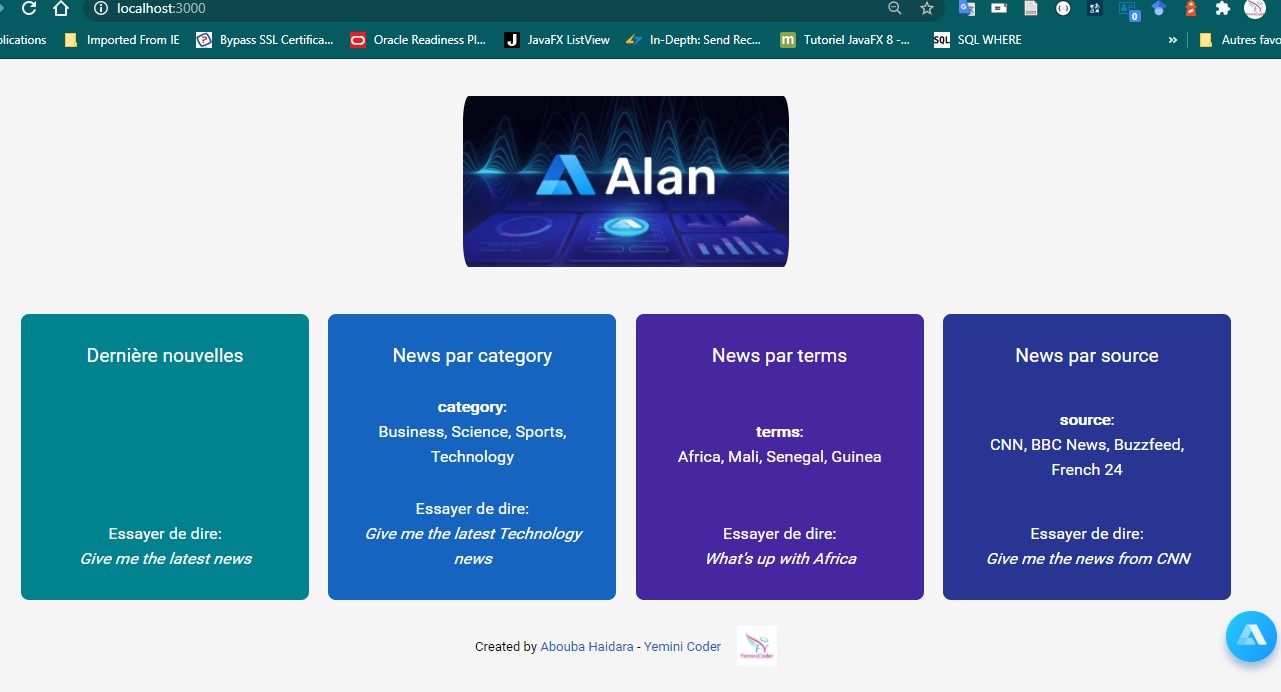 localhost:3000
plications
Imported From IE
Bypass SSL Certifica...
Oracle Readiness Pl...
J
JavaFX ListView
In-Depth: Send Rec...
m
Tutoriel JavaFX 8 -...
SQL
SQL WHERE
»
Autres favo
0
Alan
Dernière nouvelles
Essayer de dire:
Give me the latest news
News par category
category:
Business, Science, Sports,
Technology
Essayer de dire:
Give me the latest Technology
news
News par terms
terms:
Africa, Mali, Senegal, Guinea
Essayer de dire:
What's up with Africa
News par source
source:
CNN, BBC News, Buzzfeed,
French 24
Essayer de dire:
Give me the news from CNN
Created by Abouba Haidara - Yemini Coder
YeminiCoder